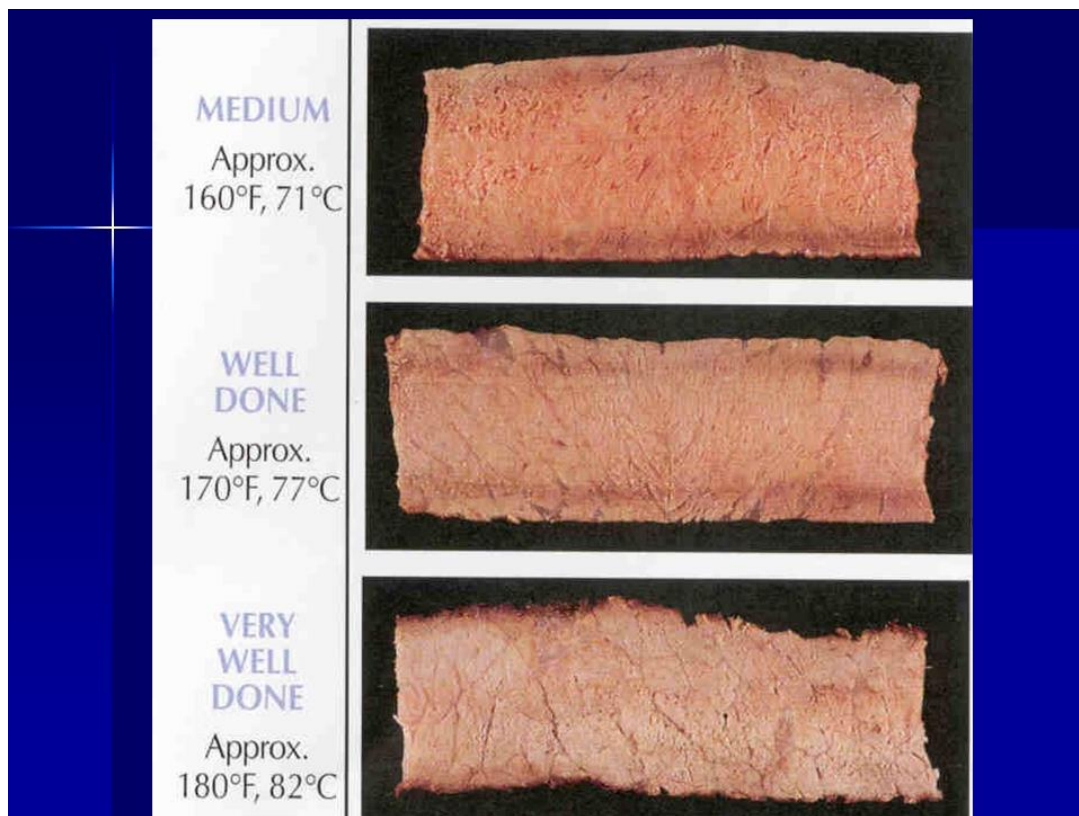 MEDIUM
Approx.
160°F, 71°C
WELL
DONE
Approx.
170°F, 77°C
VERY
WELL
DONE
Approx.
180°F, 82°C